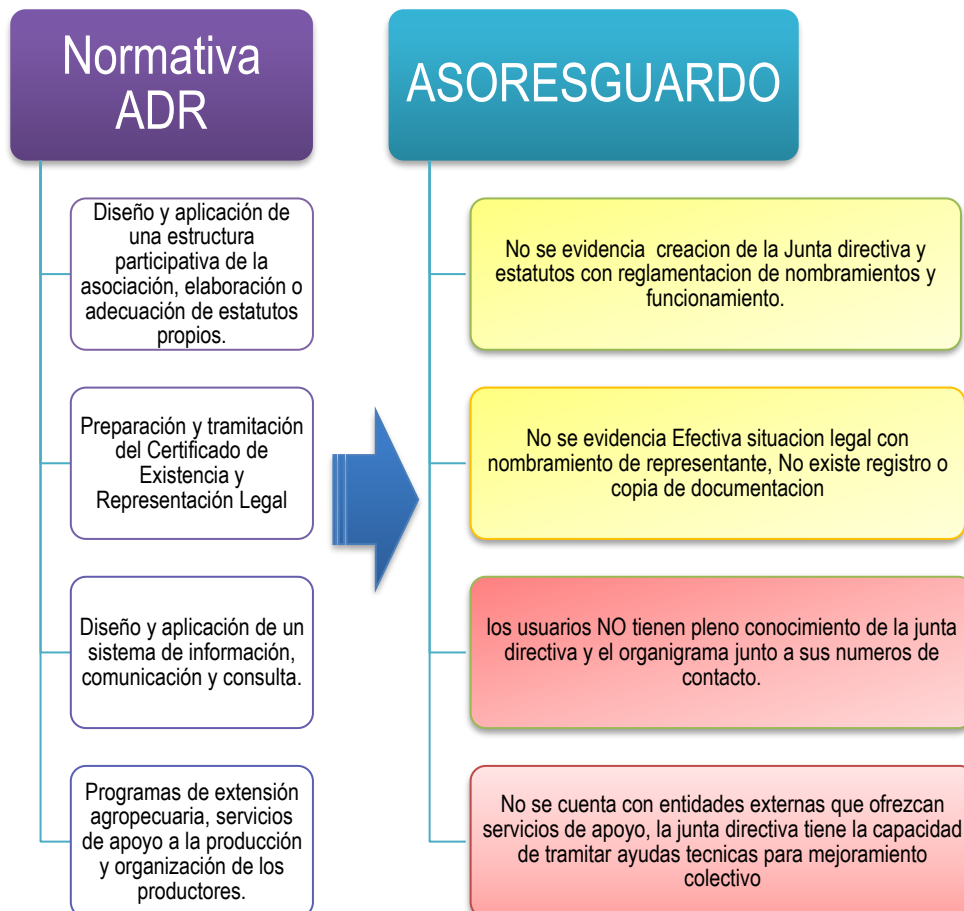 Normativa
ADR
Diseño y aplicación de
una estructura
participativa de la
asociación, elaboración o
adecuación de estatutos
propios.
Preparación y tramitación
del Certificado de
Existencia y
Representación Legal
Diseño y aplicación de un
sistema de información,
comunicación y consulta.
Programas de extensión
agropecuaria, servicios
de apoyo a la producción
y organización de los
productores.
ASORESGUARDO
No se evidencia creacion de la Junta directiva y
estatutos con reglamentacion de nombramientos y
funcionamiento.
No se evidencia Efectiva situacion legal con
nombramiento de representante, No existe registro o
copia de documentacion
los usuarios NO tienen pleno conocimiento de la junta
directiva y el organigrama junto a sus numeros de
contacto.
No se cuenta con entidades externas que ofrezcan
servicios de apoyo, la junta directiva tiene la capacidad
de tramitar ayudas tecnicas para mejoramiento
colectivo